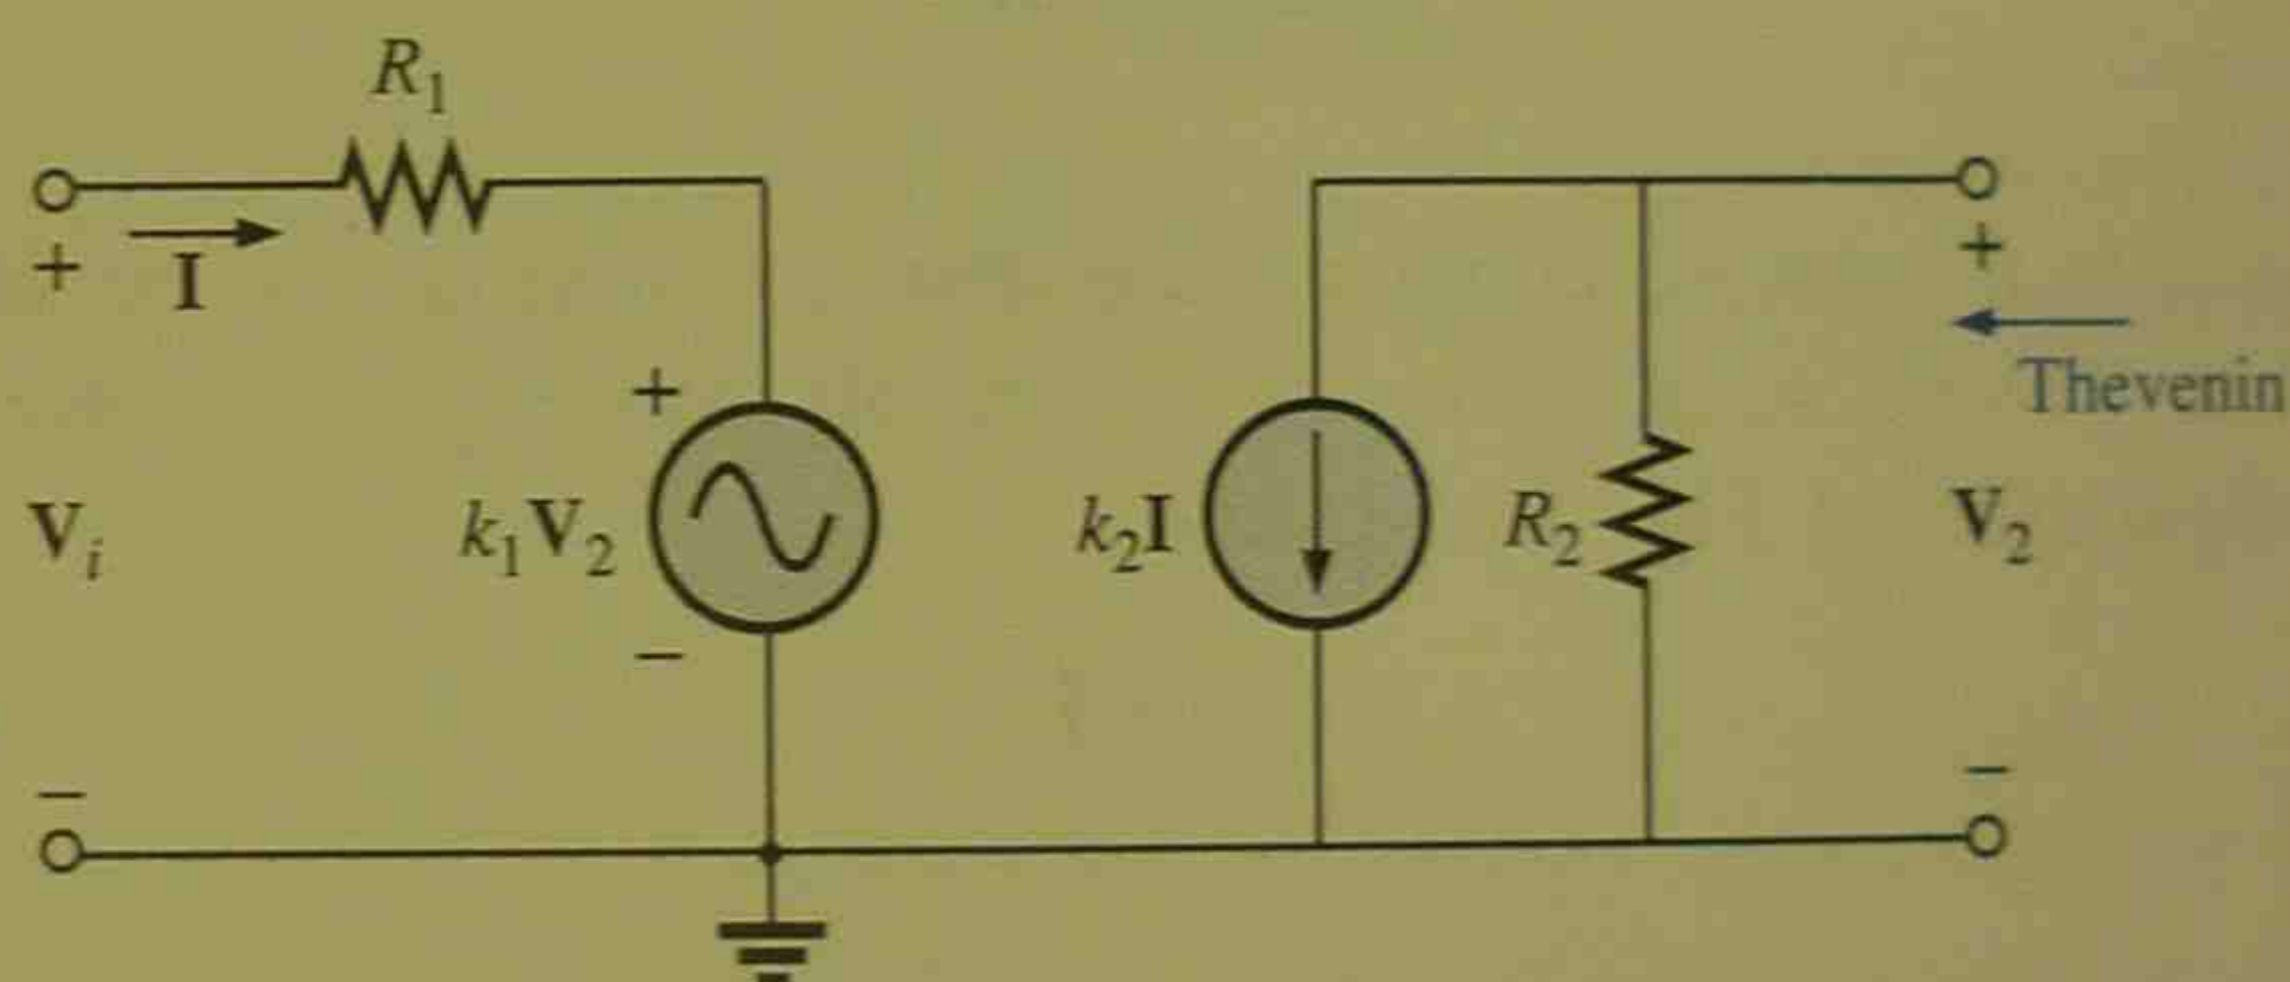 R₁
+
I
+
+
Thevenin
Vᵢ
k₁V₂
k₂I
R₂
V₂
−
−
−